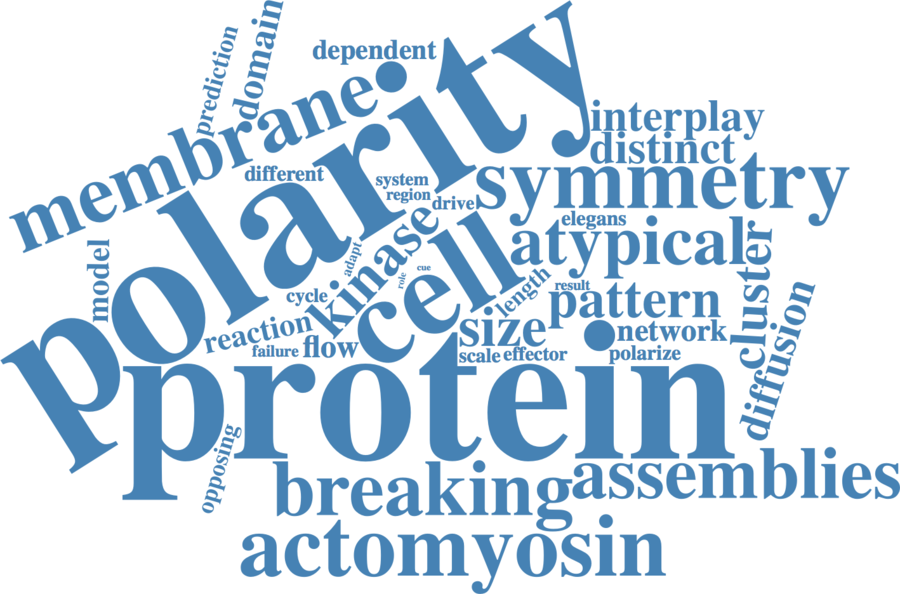 prediction
domain
dependent
membrane
polarity
interplay
distinct
different
system
region
drive
symmetry
elegans
kinase
adapt
role
cue
cell
atypical
model
cycle
length
result
pattern
cluster
reaction
failure
flow
size
scale
effector
network
polarize
diffusion
protein
opposing
breaking
assemblies
actomyosin